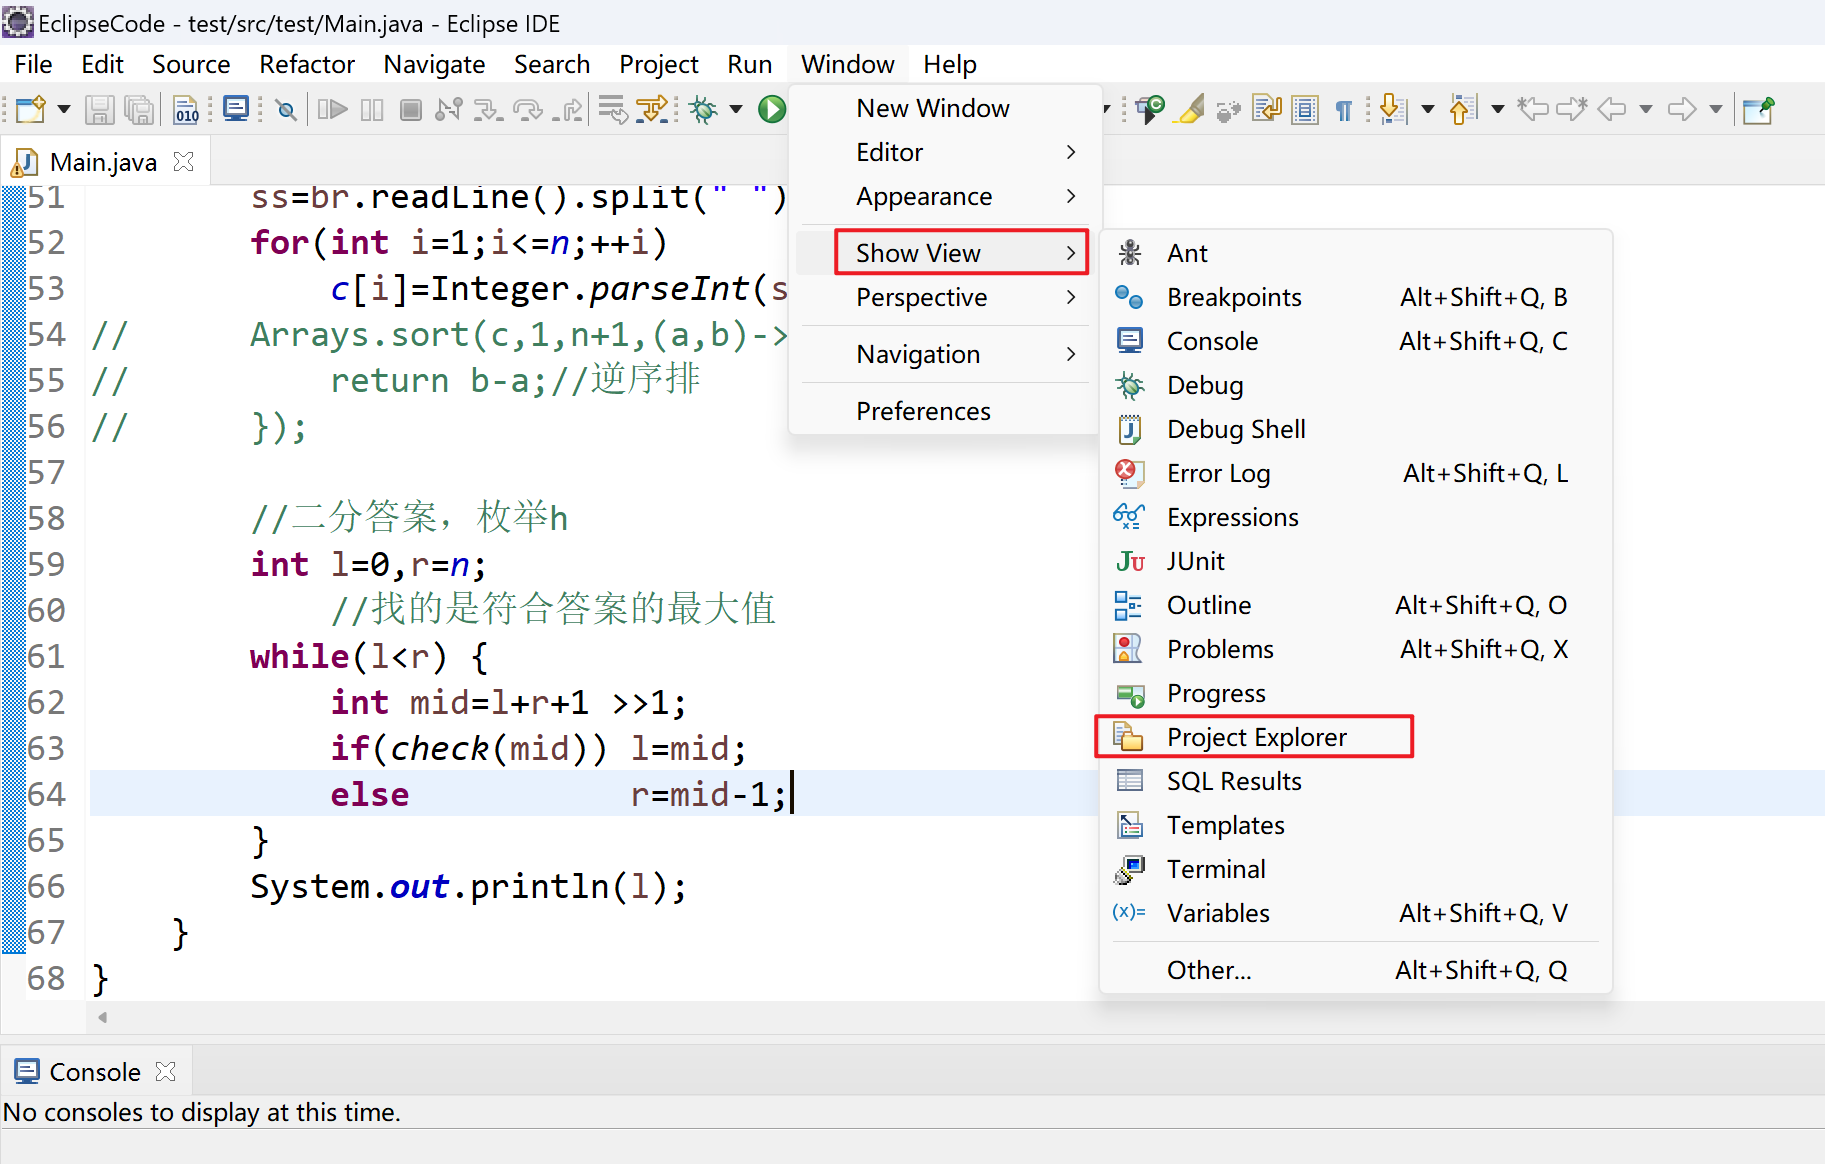 EclipseCode - test/src/test/Main.java - Eclipse IDE
File Edit Source Refactor Navigate Search Project Run Window Help
010
Main.java
51 ss=br.readLine().split(" ")
52 for(int i=1;i<=n;++i)
53 c[i]=Integer.parseInt(s
54 // Arrays.sort(c,1,n+1,(a,b)->
55 // return b-a;//逆序排
56 // });
57
58 //二分答案，枚举h
59 int l=0,r=n;
60 //找的是符合答案的最大值
61 while(l<r) {
62 int mid=l+r+1 >>1;
63 if(check(mid)) l=mid;
64 else r=mid-1;
65 }
66 System.out.println(l);
67 }
68 }
New Window
Editor
Appearance
Show View
Perspective
Navigation
Preferences
Ant
Breakpoints Alt+Shift+Q, B
Console Alt+Shift+Q, C
Debug
Debug Shell
Error Log Alt+Shift+Q, L
Expressions
JUnit
Outline Alt+Shift+Q, O
Problems Alt+Shift+Q, X
Progress
Project Explorer
SQL Results
Templates
Terminal
Variables Alt+Shift+Q, V
Other... Alt+Shift+Q, Q
Console
No consoles to display at this time.